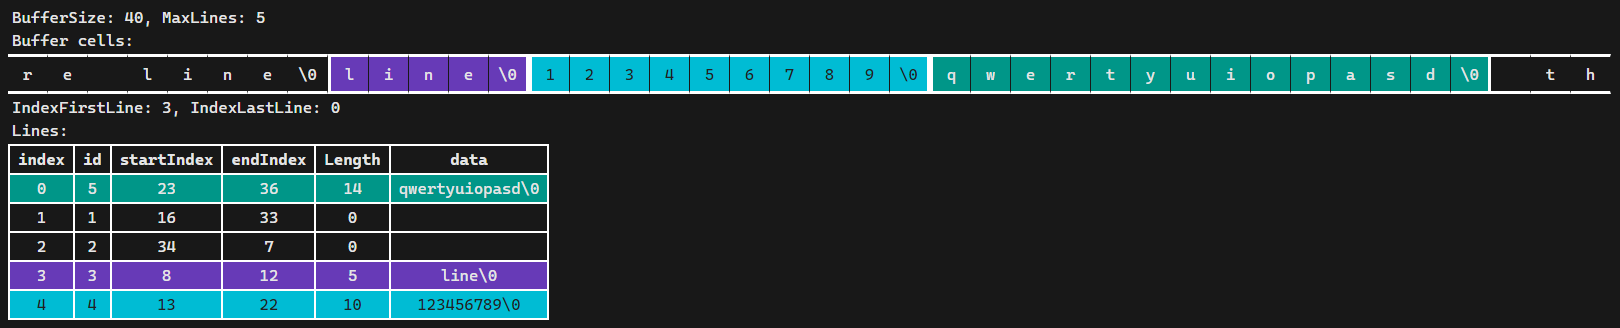 BufferSize: 40, MaxLines: 5
Buffer cells:
r e l i n e \0 l i n e \0 1 2 3 4 5 6 7 8 9 \0 q w e r t y u i o p a s d \0 t h
IndexFirstLine: 3, IndexLastLine: 0
Lines:
index id startIndex endIndex Length data
0 5 23 36 14 qwertyuiopasd\0
1 1 16 33 0
2 2 34 7 0
3 3 8 12 5 line\0
4 4 13 22 10 123456789\0